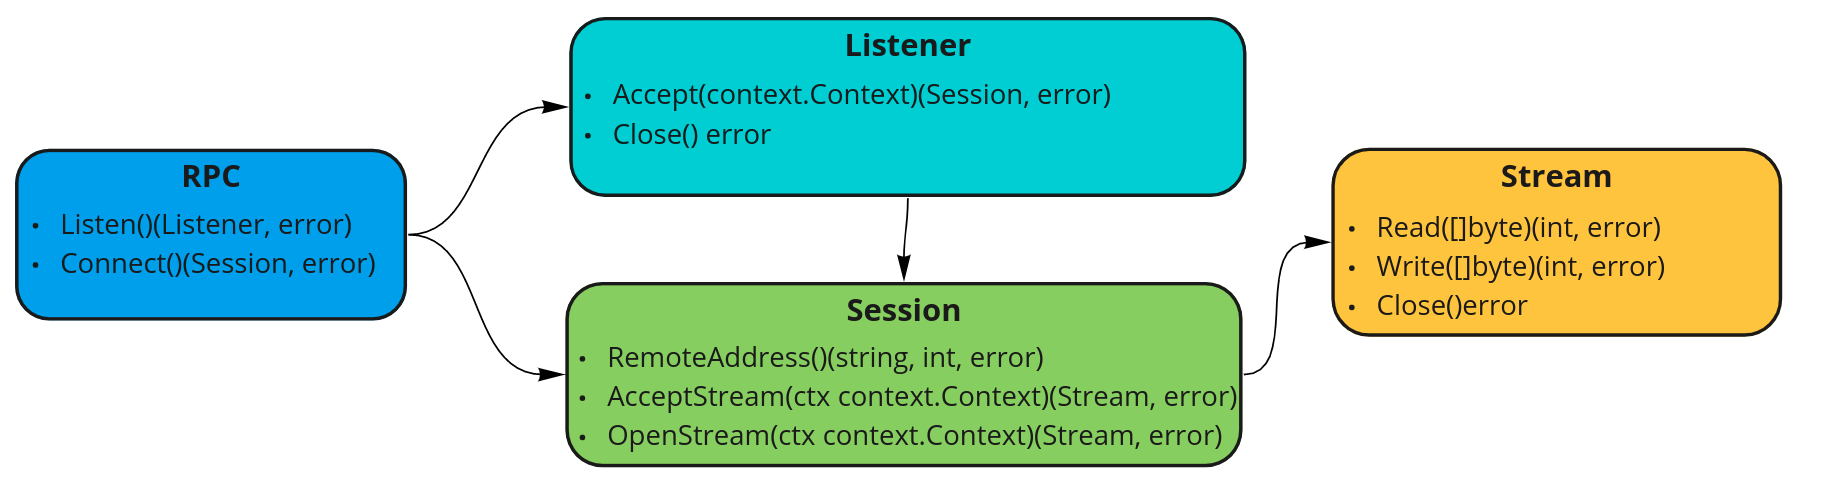 RPC
• Listen()(Listener, error)
• Connect()(Session, error)
Listener
• Accept(context.Context)(Session, error)
• Close() error
Session
• RemoteAddress()(string, int, error)
• AcceptStream(ctx context.Context)(Stream, error)
• OpenStream(ctx context.Context)(Stream, error)
Stream
• Read([]byte)(int, error)
• Write([]byte)(int, error)
• Close()error